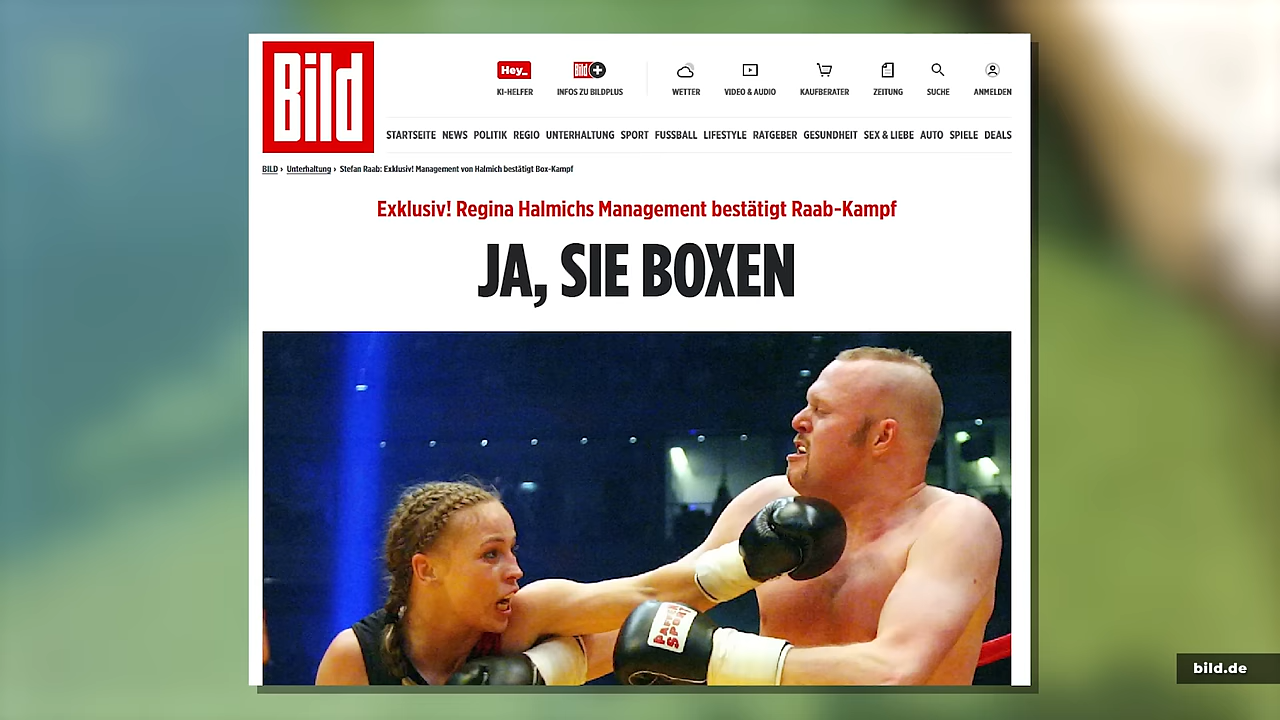 Bild
Hey_
Bild
KI-HELFER
INFOS ZU BILDPLUS
WETTER
VIDEO & AUDIO
KAUFBERATER
ZEITUNG
SUCHE
ANMELDEN
STARTSEITE NEWS POLITIK REGIO UNTERHALTUNG SPORT FUSSBALL LIFESTYLE RATGEBER GESUNDHEIT SEX & LIEBE AUTO SPIELE DEALS
BILD › Unterhaltung › Stefan Raab: Exklusiv! Management von Halmich bestätigt Box-Kampf
Exklusiv! Regina Halmichs Management bestätigt Raab-Kampf
JA, SIE BOXEN
PAFFEN
SPORT
bild.de